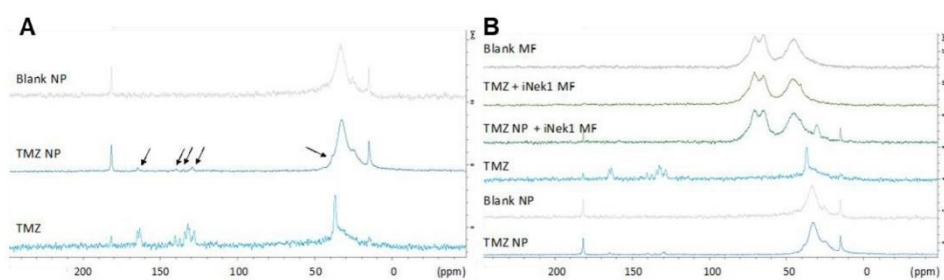 A
Blank NP
TMZ NP
TMZ
200 150 100 50 0 (ppm)
B
Blank MF
TMZ + iNek1 MF
TMZ NP + iNek1 MF
TMZ
Blank NP
TMZ NP
200 150 100 50 0 (ppm)